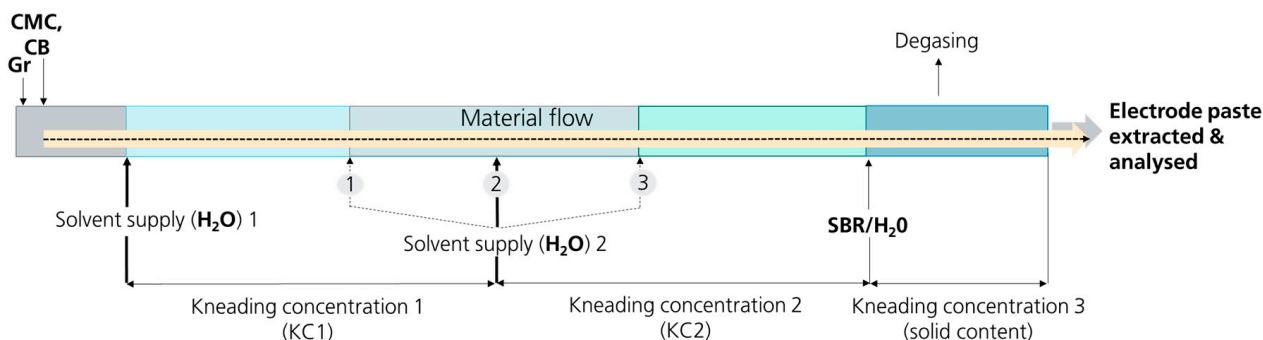 CMC,
CB
Gr
Degasing
Material flow
Electrode paste
extracted &
analysed
1
2
3
Solvent supply (H₂O) 1
SBR/H₂0
Solvent supply (H₂O) 2
Kneading concentration 1
(KC1)
Kneading concentration 2
(KC2)
Kneading concentration 3
(solid content)